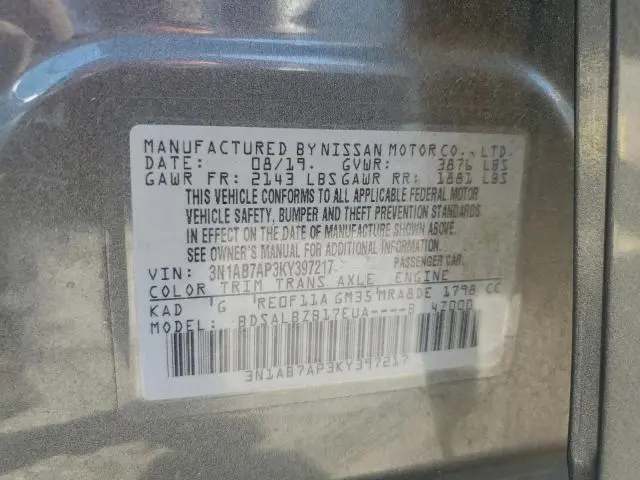 MANUFACTURED BY NISSAN MOTOR CO., LTD.
DATE: 08/19. GVWR: 3876 LBS
GAWR FR: 2143 LBS GAWR RR: 1881 LBS
THIS VEHICLE CONFORMS TO ALL APPLICABLE FEDERAL MOTOR
VEHICLE SAFETY, BUMPER AND THEFT PREVENTION STANDARDS
IN EFFECT ON THE DATE OF MANUFACTURE SHOWN ABOVE.
SEE OWNER'S MANUAL FOR ADDITIONAL INFORMATION.
VIN: 3N1AB7AP3KY397217 PASSENGER CAR
COLOR TRIM TRANS AXLE ENGINE
KAD G RE0F11A GM35 MRA8DE 1798 CC
MODEL: BDSALBZB17EUA----B 4Z000
3N1AB7AP3KY397217